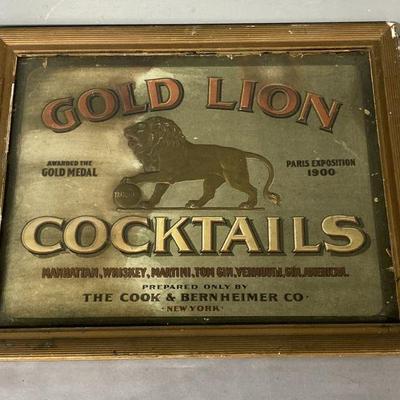 GOLD LION
AWARDED THE
GOLD MEDAL
PARIS EXPOSITION
1900
COCKTAILS
MANHATTAN, WHISKEY, MARTINI, TOM GIN, VERMOUTH, GIN, AMERICAN.
PREPARED ONLY BY
THE COOK & BERNHEIMER CO.
·NEW YORK·